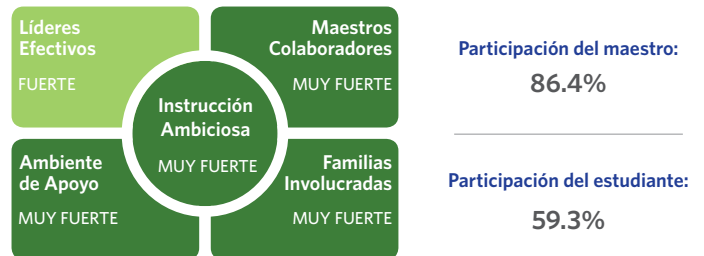 Líderes
Efectivos
FUERTE
Maestros
Colaboradores
MUY FUERTE
Instrucción
Ambiciosa
MUY FUERTE
Ambiente
de Apoyo
MUY FUERTE
Familias
Involucradas
MUY FUERTE
Participación del maestro:
86.4%
Participación del estudiante:
59.3%